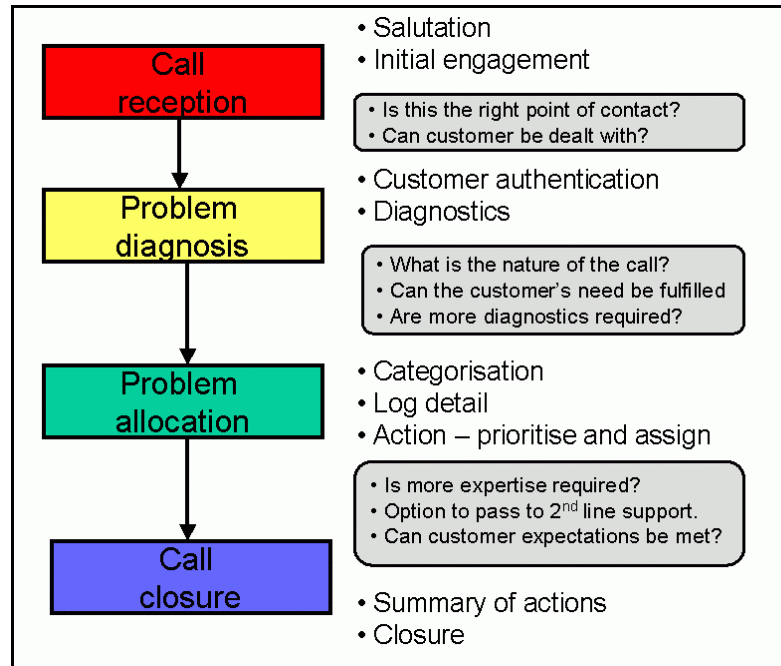 Call
reception
• Salutation
• Initial engagement
• Is this the right point of contact?
• Can customer be dealt with?
Problem
diagnosis
• Customer authentication
• Diagnostics
• What is the nature of the call?
• Can the customer’s need be fulfilled
• Are more diagnostics required?
Problem
allocation
• Categorisation
• Log detail
• Action – prioritise and assign
• Is more expertise required?
• Option to pass to 2nd line support.
• Can customer expectations be met?
Call
closure
• Summary of actions
• Closure